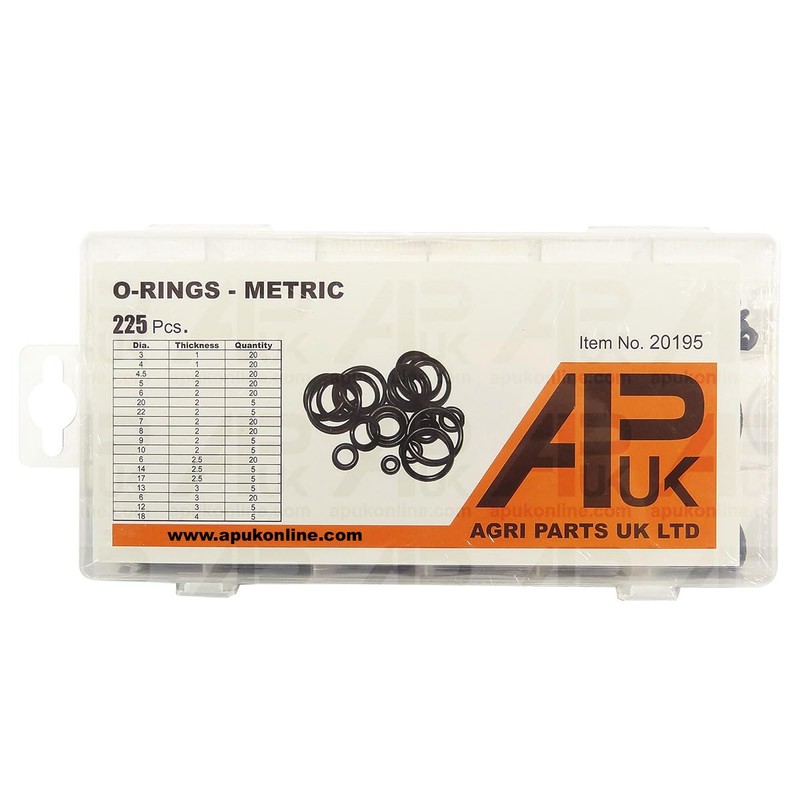 O-RINGS - METRIC
225 Pcs.
Item No. 20195
Dia. Thickness Quantity
3 1 20
4 1 20
4.5 2 20
5 2 20
6 2 20
20 2 5
22 2 5
7 2 20
8 2 20
9 2 5
10 2 5
6 2.5 20
14 2.5 5
17 2.5 5
13 3 5
6 3 20
12 3 5
18 4 5
www.apukonline.com
AP UK
AGRI PARTS UK LTD
apukonline.com